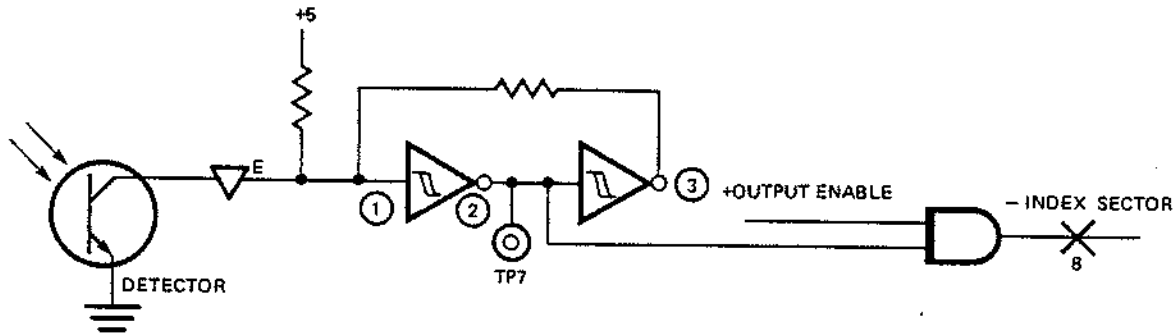 +5
E
1
2
3
TP7
DETECTOR
+OUTPUT ENABLE
– INDEX SECTOR
8